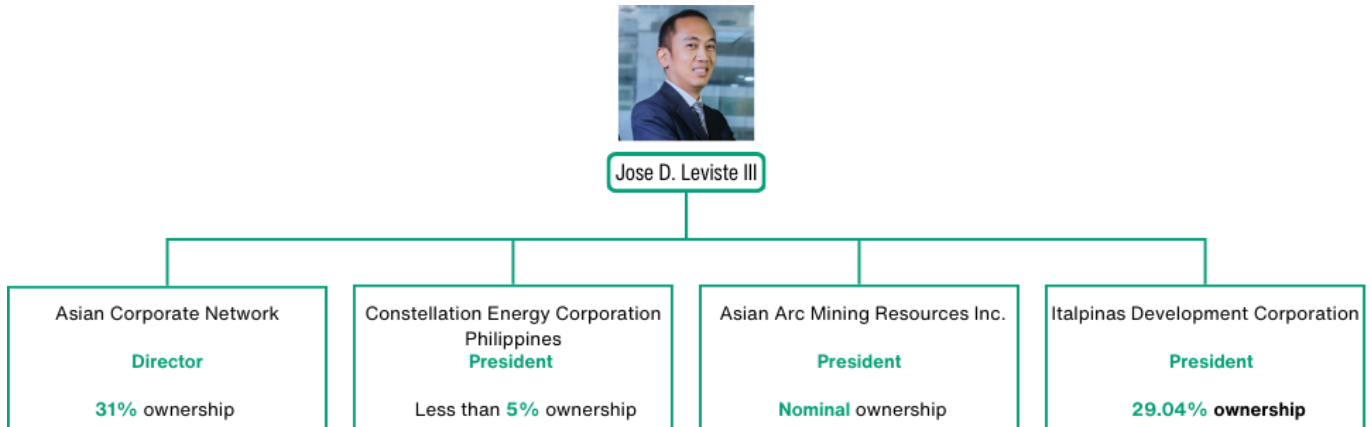 Jose D. Leviste III
Asian Corporate Network
Director
31% ownership
Constellation Energy Corporation
Philippines
President
Less than 5% ownership
Asian Arc Mining Resources Inc.
President
Nominal ownership
Italpinas Development Corporation
President
29.04% ownership